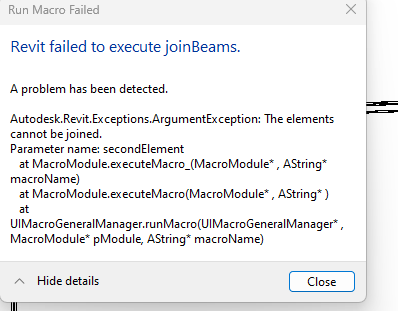 Run Macro Failed
Revit failed to execute joinBeams.
A problem has been detected.
Autodesk.Revit.Exceptions.ArgumentException: The elements
cannot be joined.
Parameter name: secondElement
at MacroModule.executeMacro_(MacroModule* , AString*
macroName)
at MacroModule.executeMacro(MacroModule* , AString* )
at
UIMacroGeneralManager.runMacro(UIMacroGeneralManager* ,
MacroModule* pModule, AString* macroName)
Hide details
Close